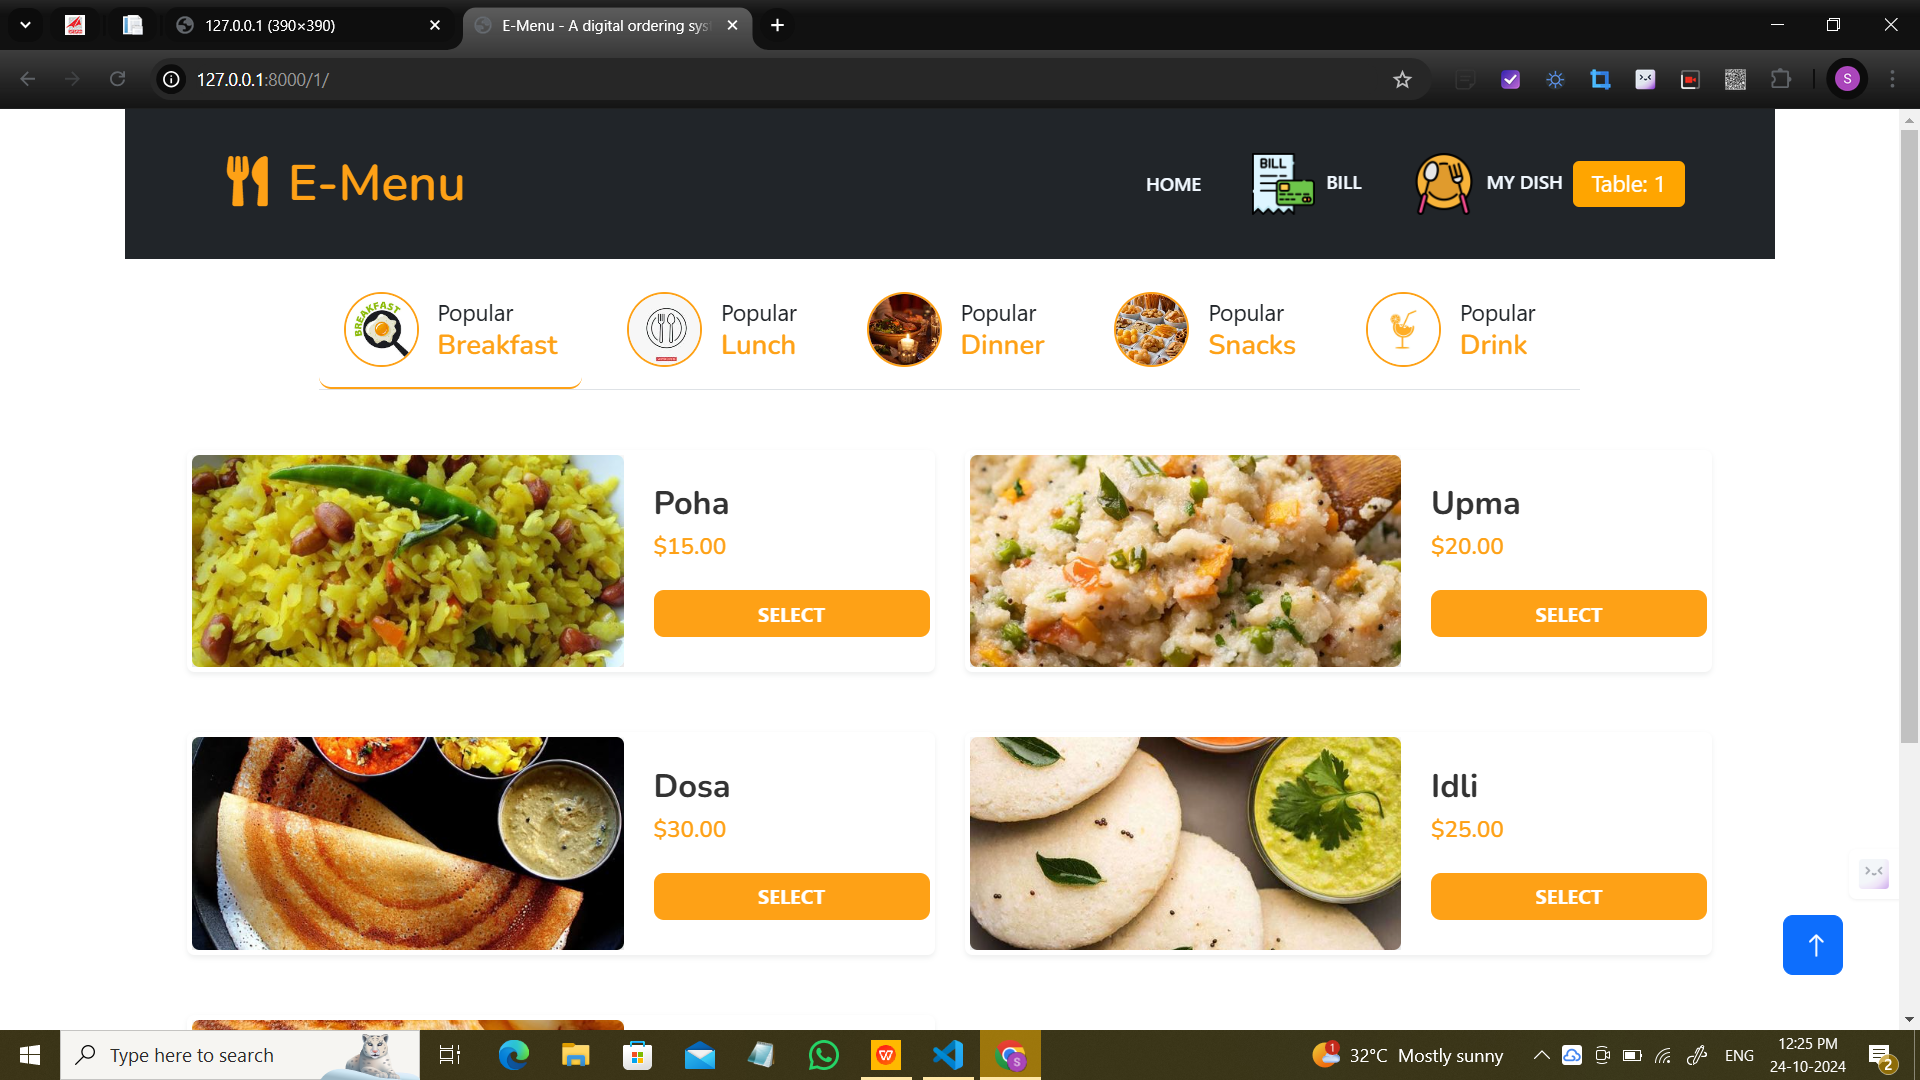 127.0.0.1 (390×390)
E-Menu - A digital ordering sys
127.0.0.1:8000/1/
S
E-Menu
HOME
BILL
BILL
MY DISH
Table: 1
BREAKFAST
Popular
Breakfast
Popular
Lunch
Popular
Dinner
Popular
Snacks
Popular
Drink
Poha
$15.00
SELECT
Upma
$20.00
SELECT
Dosa
$30.00
SELECT
Idli
$25.00
SELECT
Type here to search
1
32°C Mostly sunny
ENG
12:25 PM
24-10-2024
2